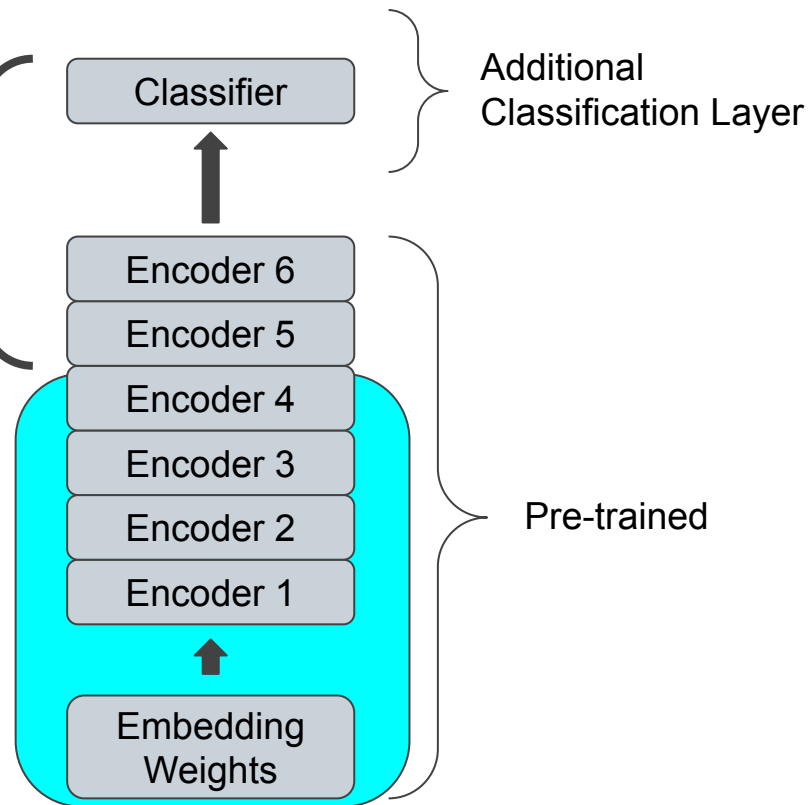 Classifier
Additional
Classification Layer
Encoder 6
Encoder 5
Encoder 4
Encoder 3
Encoder 2
Encoder 1
Pre-trained
Embedding
Weights